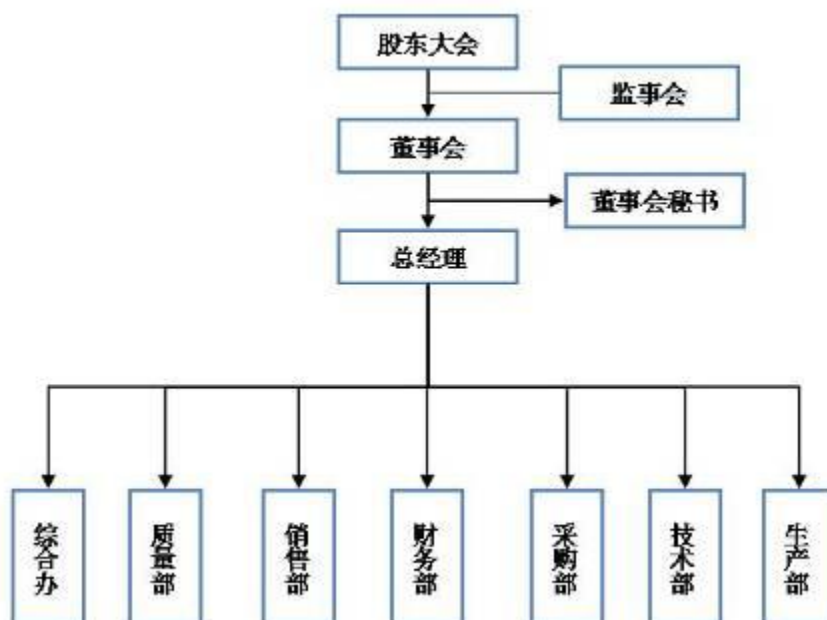 股东大会
监事会
董事会
董事会秘书
总经理
综合办
质量部
销售部
财务部
采购部
技术部
生产部